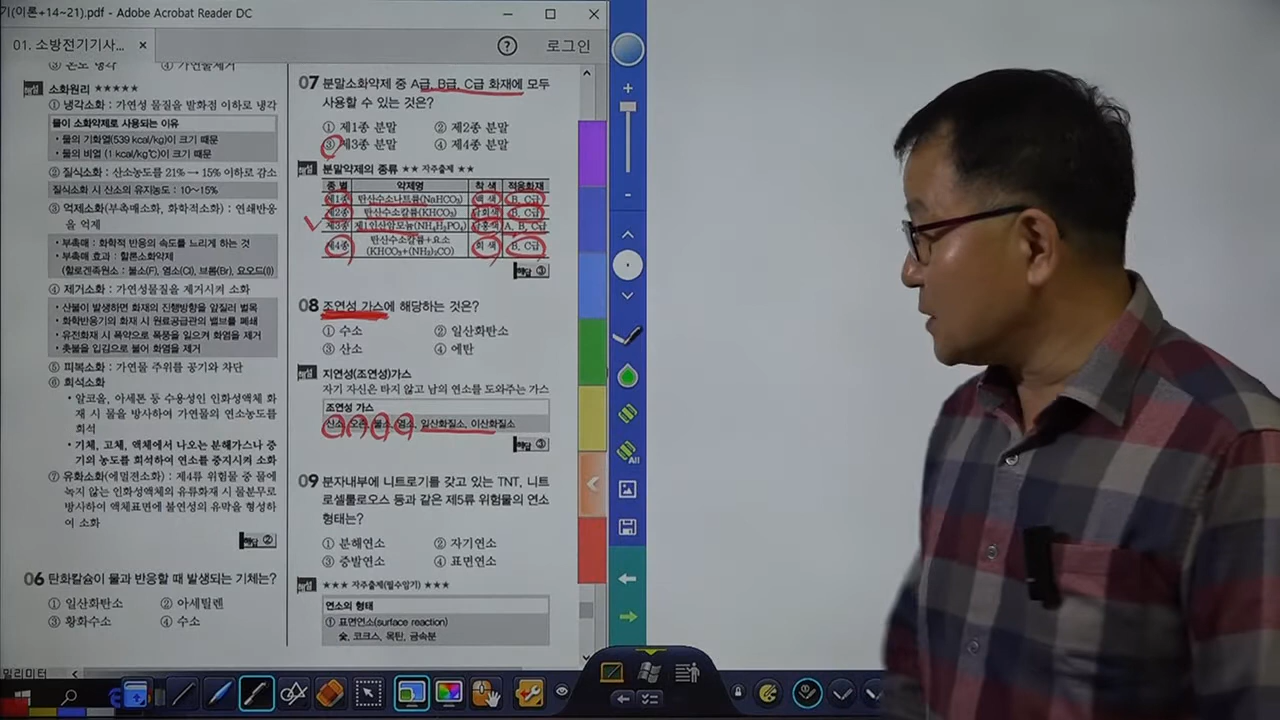 기(이론+14~21).pdf - Adobe Acrobat Reader DC
01. 소방전기기사...
로그인
③ 온도 냉각 ④ 가연물제거
해설 소화원리 ★★★★★
① 냉각소화 : 가연성 물질을 발화점 이하로 냉각
물이 소화약제로 사용되는 이유
• 물의 기화열(539 kcal/kg)이 크기 때문
• 물의 비열 (1 kcal/kg℃)이 크기 때문
② 질식소화 : 산소농도를 21% → 15% 이하로 감소
질식소화 시 산소의 유지농도 : 10~15%
③ 억제소화(부촉매소화, 화학적소화) : 연쇄반응
을 억제
• 부촉매 : 화학적 반응의 속도를 느리게 하는 것
• 부촉매 효과 : 할론소화약제
(할로겐족원소 : 불소(F), 염소(Cl), 브롬(Br), 요오드(I))
④ 제거소화 : 가연성물질을 제거시켜 소화
• 산불이 발생하면 화재의 진행방향을 앞질러 벌목
• 화학반응기의 화재 시 원료공급관의 밸브를 폐쇄
• 유전화재 시 폭약으로 폭풍을 일으켜 화염을 제거
• 촛불을 입김으로 불어 화염을 제거
⑤ 피복소화 : 가연물 주위를 공기와 차단
⑥ 희석소화
• 알코올, 아세톤 등 수용성인 인화성액체 화
재 시 물을 방사하여 가연물의 연소농도를
희석
• 기체, 고체, 액체에서 나오는 분해가스나 증
기의 농도를 희석하여 연소를 중지시켜 소화
⑦ 유화소화(에멀전소화) : 제4류 위험물 중 물에
녹지 않는 인화성액체의 유류화재 시 물분무로
방사하여 액체표면에 불연성의 유막을 형성하
여 소화
해답 ②
06 탄화칼슘이 물과 반응할 때 발생되는 기체는?
① 일산화탄소 ② 아세틸렌
③ 황화수소 ④ 수소
07 분말소화약제 중 A급, B급, C급 화재에 모두
사용할 수 있는 것은?
① 제1종 분말 ② 제2종 분말
③ 제3종 분말 ④ 제4종 분말
해설 분말약제의 종류 ★★ 자주출제 ★★
종 별 약제명 착 색 적응화재
제1종 탄산수소나트륨(NaHCO₃) 백 색 B, C급
제2종 탄산수소칼륨(KHCO₃) 담회색 B, C급
제3종 제1인산암모늄(NH₄H₂PO₄) 담홍색 A, B, C급
제4종 탄산수소칼륨+요소 회 색 B, C급
(KHCO₃+(NH₂)₂CO)
해답 ③
08 조연성 가스에 해당하는 것은?
① 수소 ② 일산화탄소
③ 산소 ④ 에탄
해설 지연성(조연성)가스
자기 자신은 타지 않고 남의 연소를 도와주는 가스
조연성 가스
산소, 오존, 불소, 염소, 일산화질소, 이산화질소
해답 ③
09 분자내부에 니트로기를 갖고 있는 TNT, 니트
로셀룰로오스 등과 같은 제5류 위험물의 연소
형태는?
① 분해연소 ② 자기연소
③ 증발연소 ④ 표면연소
해설 ★★★ 자주출제(필수암기) ★★★
연소의 형태
① 표면연소(surface reaction)
숯, 코크스, 목탄, 금속분
밀리미터
All